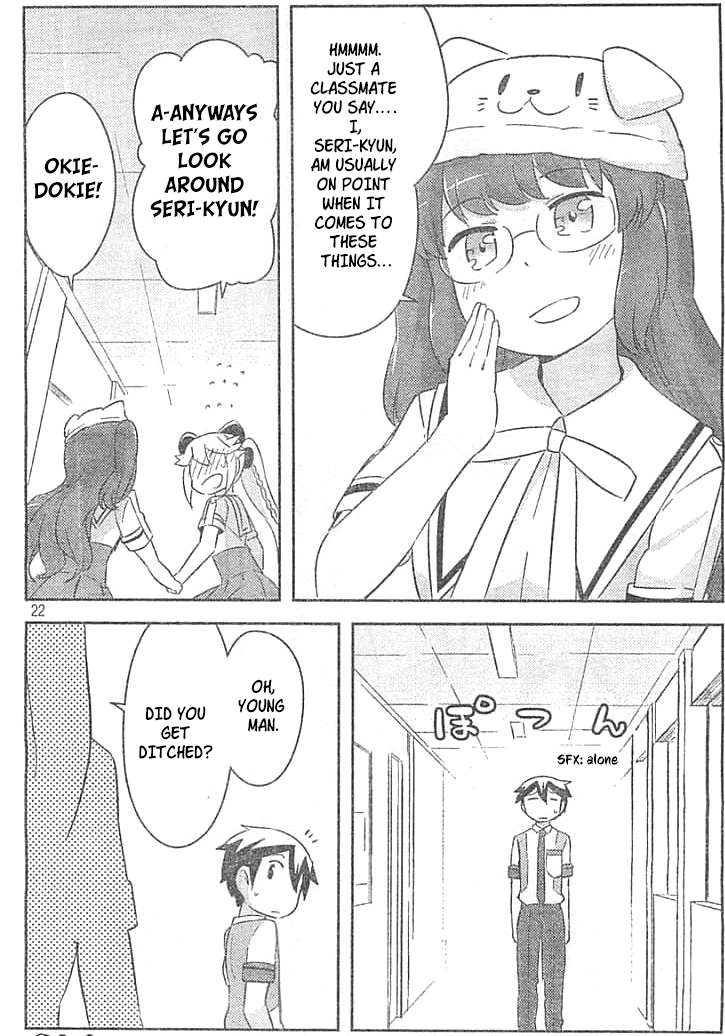 HMMMM.
JUST A
CLASSMATE
YOU SAY....
I,
SERI-KYUN,
AM USUALLY
ON POINT
WHEN IT
COMES TO
THESE
THINGS...
A-ANYWAYS
LET'S GO
LOOK
AROUND
SERI-KYUN!
OKIE-
DOKIE!
22
ぽつん
SFX: alone
OH,
YOUNG
MAN.
DID YOU
GET
DITCHED?